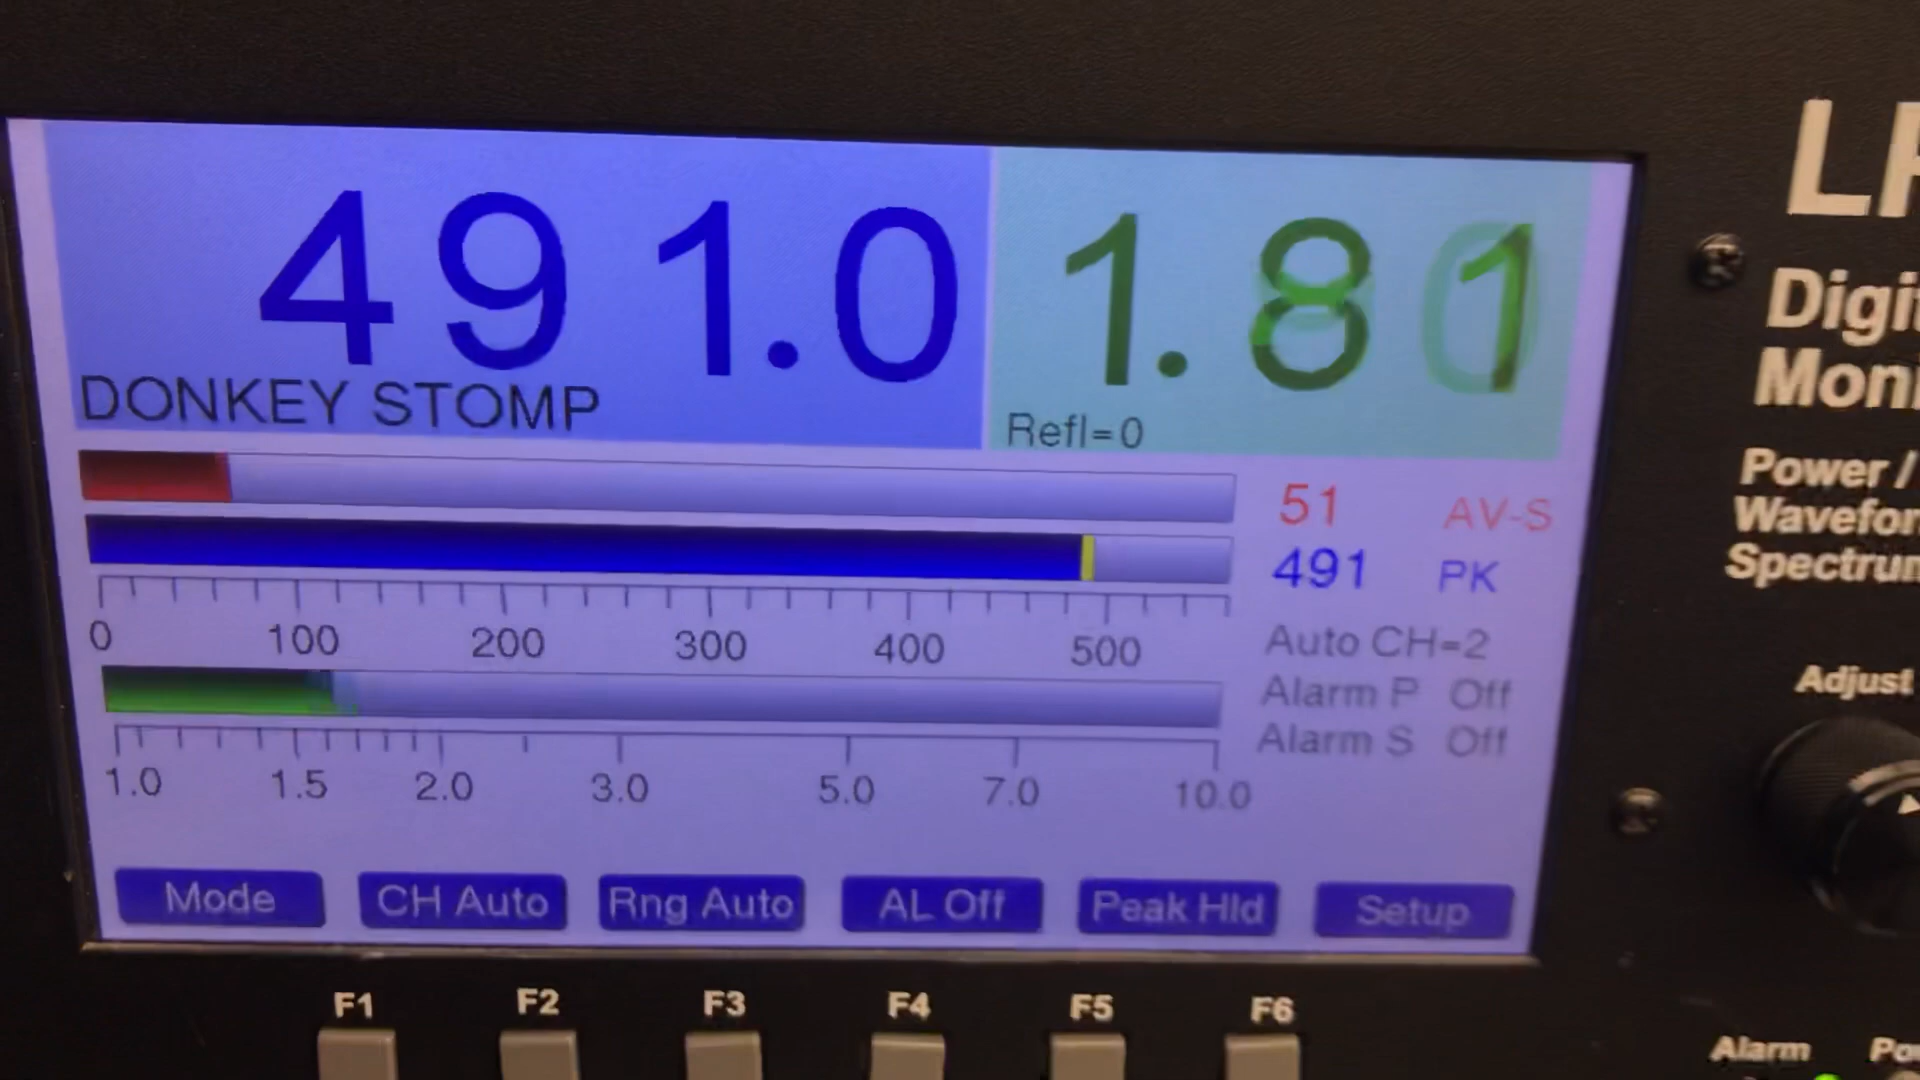 491.0
1.81
DONKEY STOMP
Refl=0
51 AV-S
491 PK
0 100 200 300 400 500
Auto CH=2
Alarm P Off
Alarm S Off
1.0 1.5 2.0 3.0 5.0 7.0 10.0
Mode CH Auto Rng Auto AL Off Peak Hld Setup
F1 F2 F3 F4 F5 F6
Power /
Adjust
Alarm